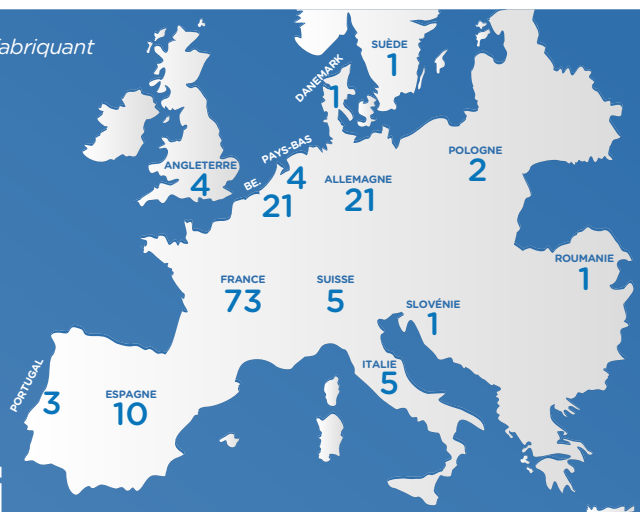 abriquant
SUÈDE
1
DANEMARK
1
PAYS-BAS
4
BE.
21
ANGLETERRE
4
ALLEMAGNE
21
POLOGNE
2
ROUMANIE
1
FRANCE
73
SUISSE
5
SLOVÉNIE
1
ITALIE
5
PORTUGAL
3
ESPAGNE
10